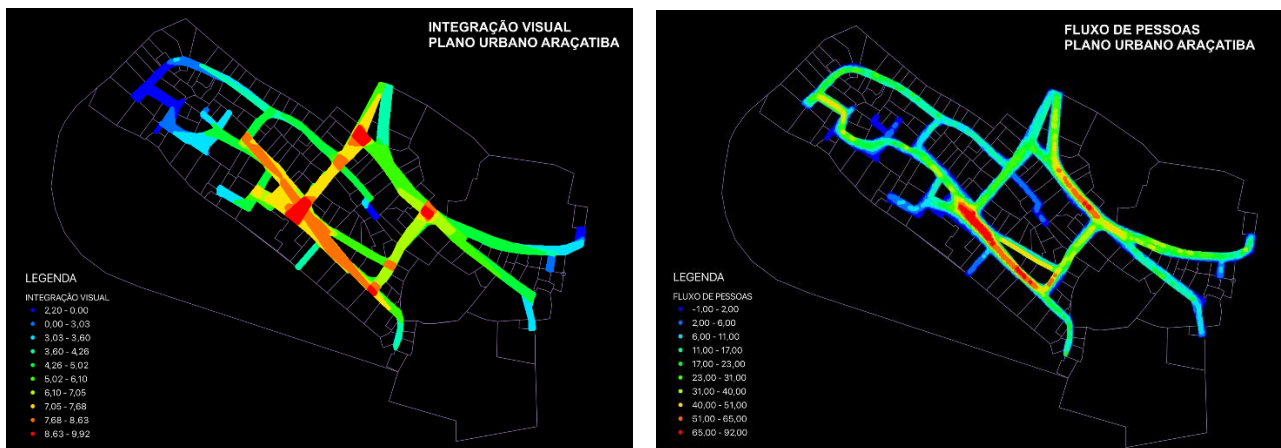 INTEGRAÇÃO VISUAL
PLANO URBANO ARAÇATIBA
LEGENDA
INTEGRAÇÃO VISUAL
2,20 - 0,00
0,00 - 3,03
3,03 - 3,60
3,60 - 4,26
4,26 - 5,02
5,02 - 6,10
6,10 - 7,05
7,05 - 7,68
7,68 - 8,63
8,63 - 9,92
FLUXO DE PESSOAS
PLANO URBANO ARAÇATIBA
LEGENDA
FLUXO DE PESSOAS
-1,00 - 2,00
2,00 - 6,00
6,00 - 11,00
11,00 - 17,00
17,00 - 23,00
23,00 - 31,00
31,00 - 40,00
40,00 - 51,00
51,00 - 65,00
65,00 - 92,00